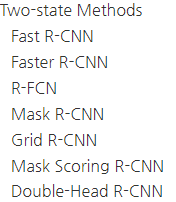 Two-state Methods
Fast R-CNN
Faster R-CNN
R-FCN
Mask R-CNN
Grid R-CNN
Mask Scoring R-CNN
Double-Head R-CNN